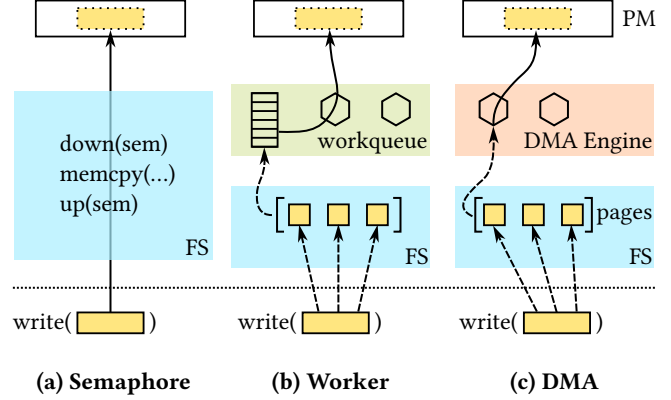 PM
down(sem)
memcpy(...)
up(sem)
FS
workqueue
FS
DMA Engine
pages
FS
write( )
write( )
write( )
(a) Semaphore
(b) Worker
(c) DMA